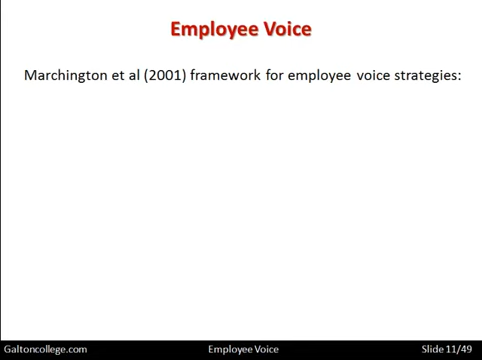 Employee Voice
Marchington et al (2001) framework for employee voice strategies:
Galtoncollege.com Employee Voice Slide 11/49